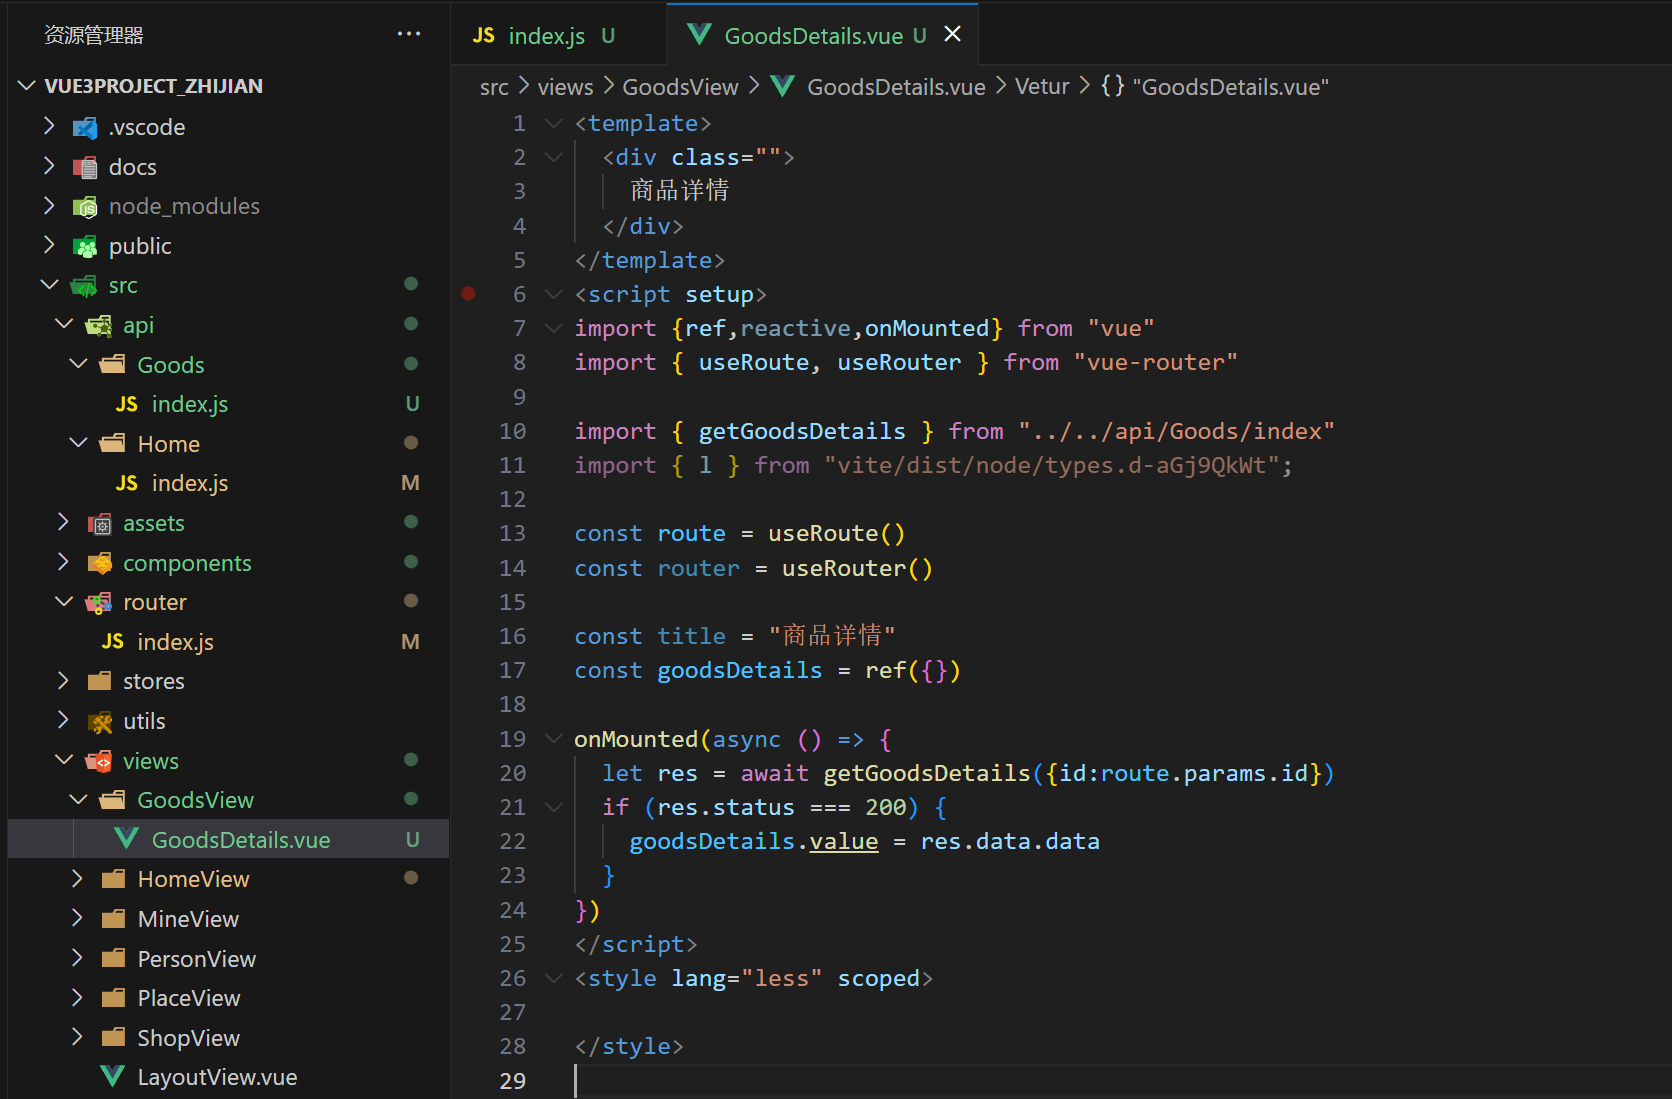 资源管理器 ···
VUE3PROJECT_ZHIJIAN
.vscode
docs
node_modules
public
src
api
Goods
JS index.js U
Home
JS index.js M
assets
components
router
JS index.js M
stores
utils
views
GoodsView
GoodsDetails.vue U
HomeView
MineView
PersonView
PlaceView
ShopView
LayoutView.vue
JS index.js U
GoodsDetails.vue U
src > views > GoodsView > GoodsDetails.vue > Vetur > {} "GoodsDetails.vue"
1 <template>
2 <div class="">
3 商品详情
4 </div>
5 </template>
6 <script setup>
7 import {ref,reactive,onMounted} from "vue"
8 import { useRoute, useRouter } from "vue-router"
9
10 import { getGoodsDetails } from "../../api/Goods/index"
11 import { l } from "vite/dist/node/types.d-aGj9QkWt";
12
13 const route = useRoute()
14 const router = useRouter()
15
16 const title = "商品详情"
17 const goodsDetails = ref({})
18
19 onMounted(async () => {
20 let res = await getGoodsDetails({id:route.params.id})
21 if (res.status === 200) {
22 goodsDetails.value = res.data.data
23 }
24 })
25 </script>
26 <style lang="less" scoped>
27
28 </style>
29